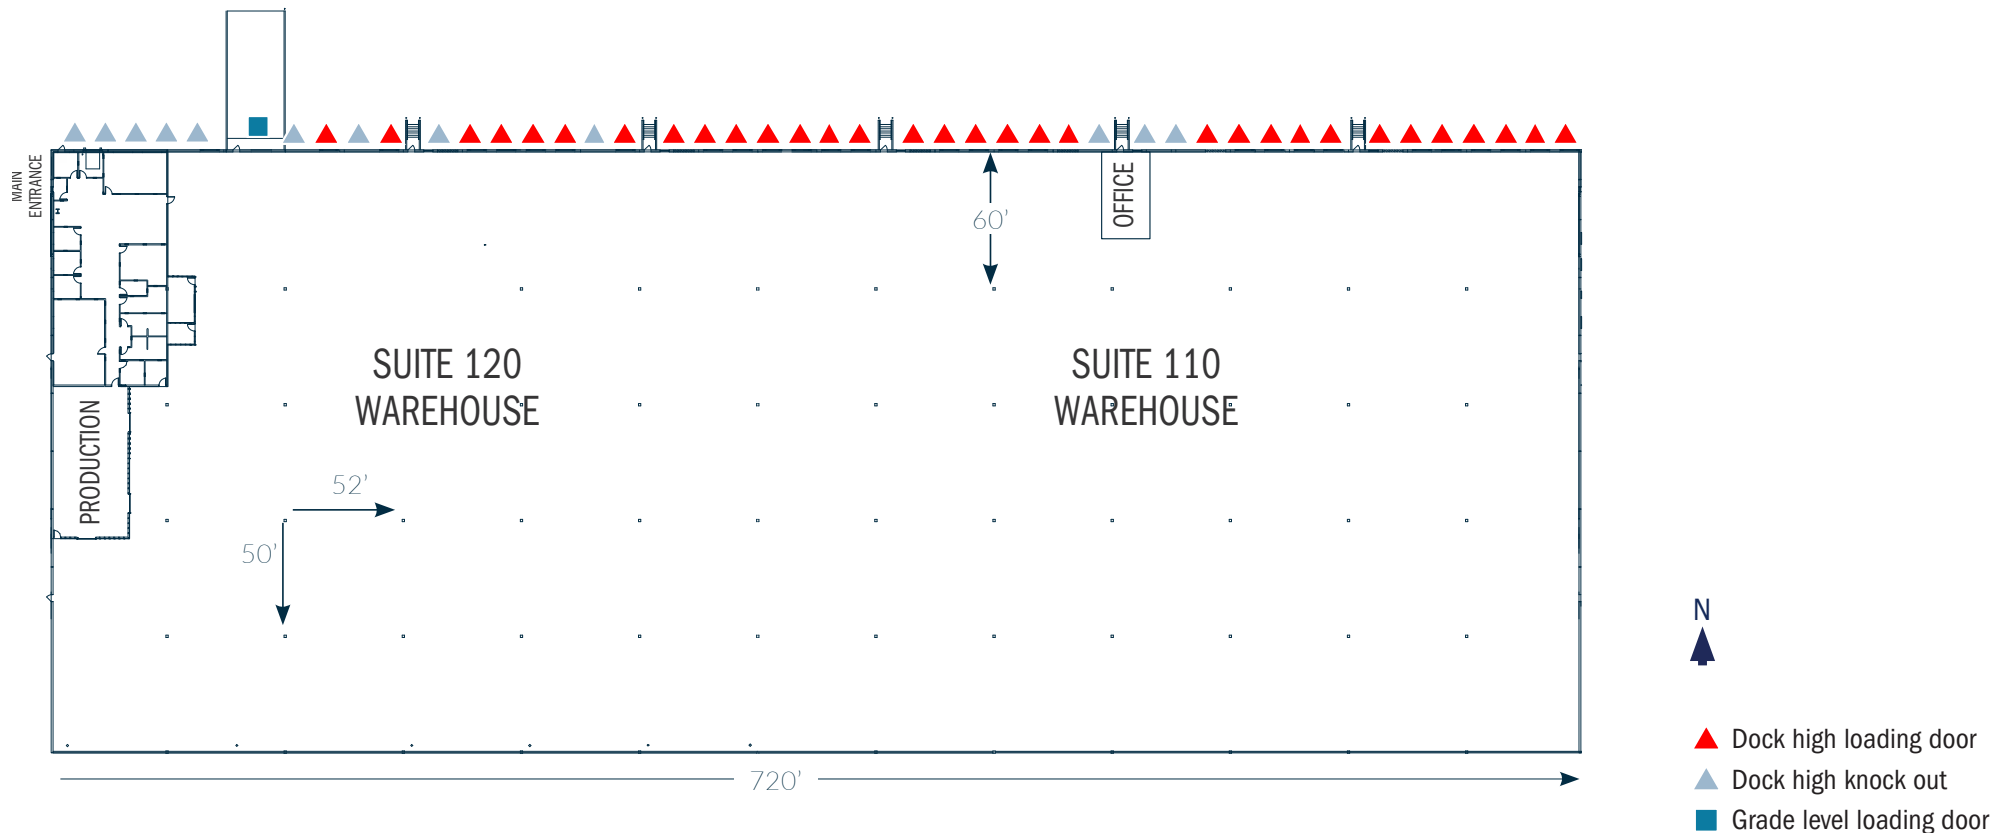 MAIN
ENTRANCE
OFFICE
60'
SUITE 120
WAREHOUSE
SUITE 110
WAREHOUSE
PRODUCTION
52'
50'
720'
N
Dock high loading door
Dock high knock out
Grade level loading door